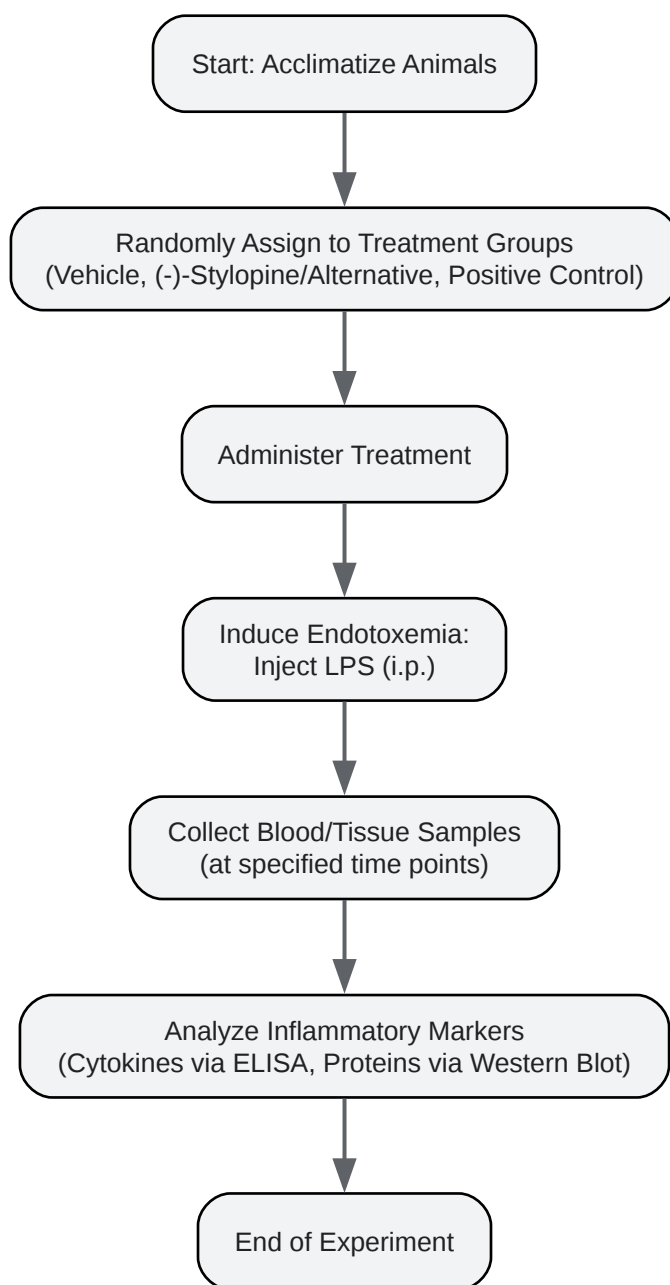 Start: Acclimatize Animals
Randomly Assign to Treatment Groups
(Vehicle, (-)-Stylopine/Alternative, Positive Control)
Administer Treatment
Induce Endotoxemia:
Inject LPS (i.p.)
Collect Blood/Tissue Samples
(at specified time points)
Analyze Inflammatory Markers
(Cytokines via ELISA, Proteins via Western Blot)
End of Experiment